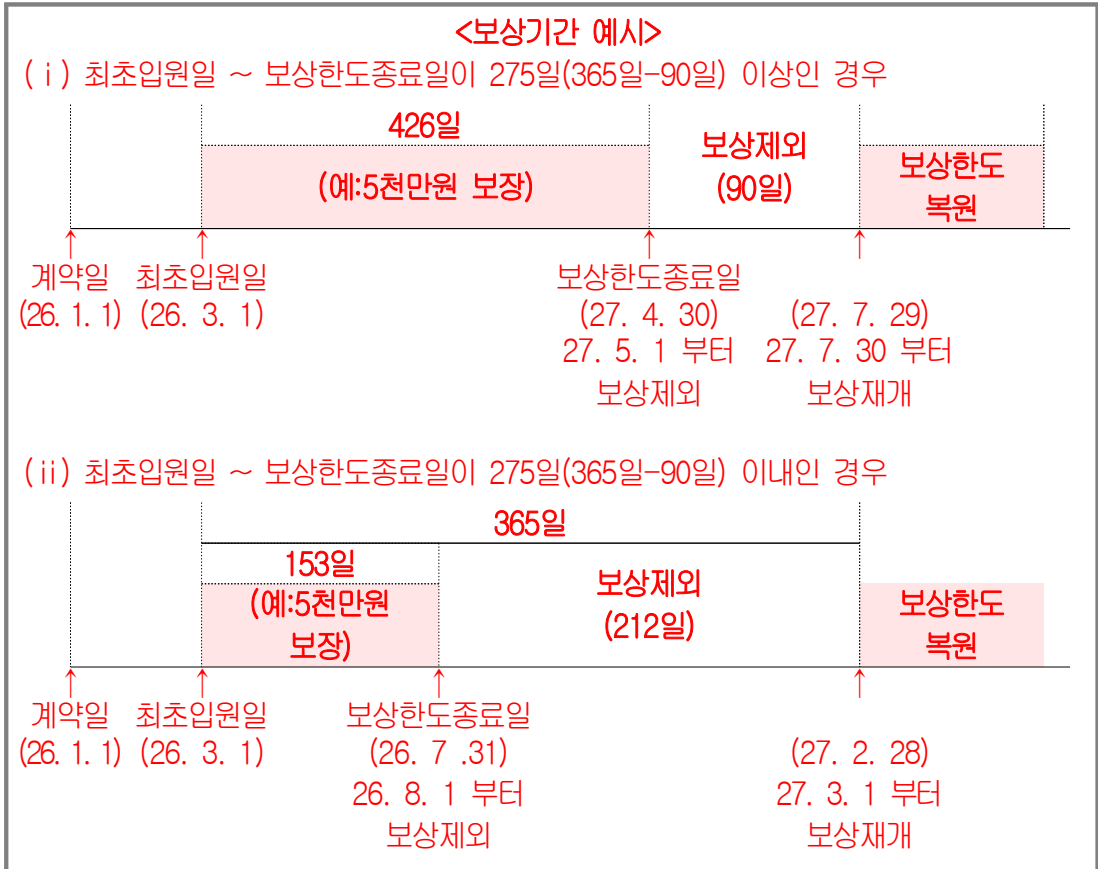 <보상기간 예시>
(ⅰ) 최초입원일 ~ 보상한도종료일이 275일(365일-90일) 이상인 경우
426일
(예:5천만원 보장)
보상제외
(90일)
보상한도
복원
계약일
(26. 1. 1)
최초입원일
(26. 3. 1)
보상한도종료일
(27. 4. 30)
27. 5. 1 부터
보상제외
(27. 7. 29)
27. 7. 30 부터
보상재개
(ⅱ) 최초입원일 ~ 보상한도종료일이 275일(365일-90일) 이내인 경우
365일
153일
(예:5천만원
보장)
보상제외
(212일)
보상한도
복원
계약일
(26. 1. 1)
최초입원일
(26. 3. 1)
보상한도종료일
(26. 7 .31)
26. 8. 1 부터
보상제외
(27. 2. 28)
27. 3. 1 부터
보상재개